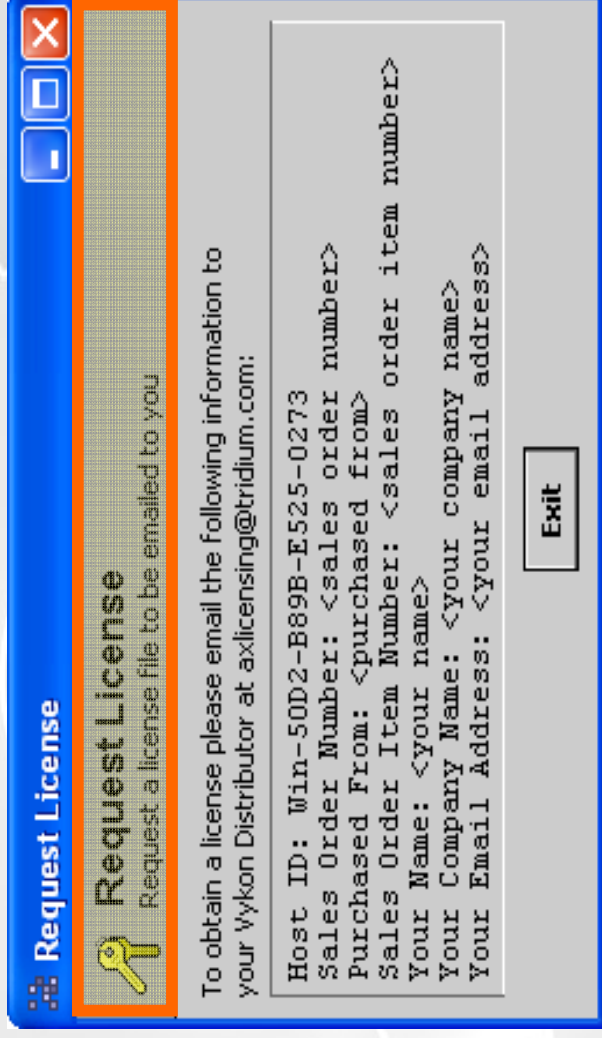 Request License
Request License
Request a license file to be emailed to you
To obtain a license please email the following information to
your Vykon Distributor at axlicensing@tridium.com:
Host ID: Win-50D2-B89B-E525-0273
Sales Order Number: <sales order number>
Purchased From: <purchased from>
Sales Order Item Number: <sales order item number>
Your Name: <your name>
Your Company Name: <your company name>
Your Email Address: <your email address>
Exit